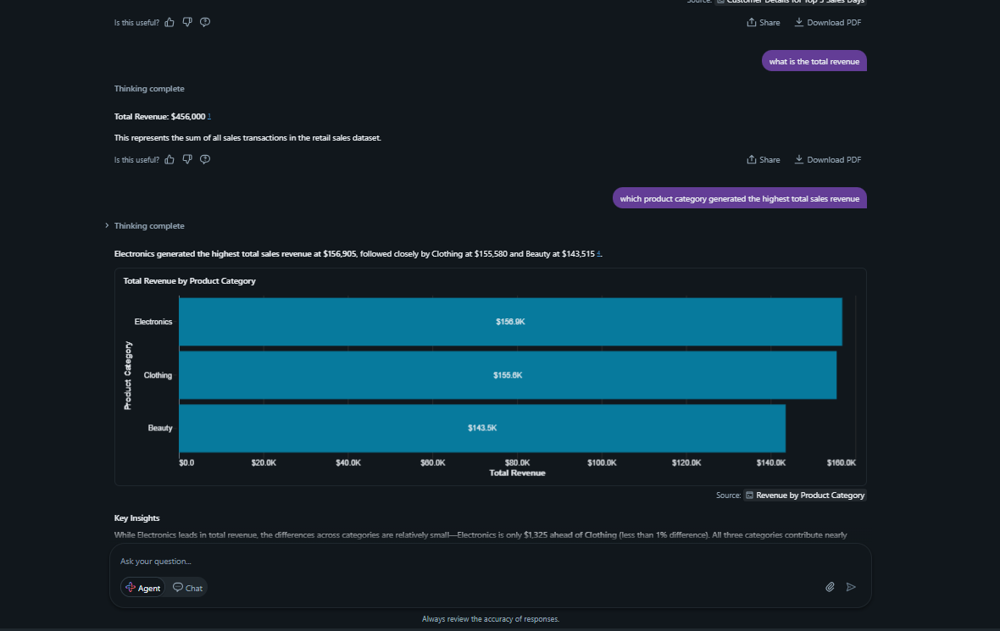 Source: Customer Details for Top 5 Sales Days
Is this useful? Share Download PDF
what is the total revenue
Thinking complete
Total Revenue: $456,000 1
This represents the sum of all sales transactions in the retail sales dataset.
Is this useful? Share Download PDF
which product category generated the highest total sales revenue
Thinking complete
Electronics generated the highest total sales revenue at $156,905, followed closely by Clothing at $155,580 and Beauty at $143,515 4.
Total Revenue by Product Category
Product Category
Electronics $156.9K
Clothing $155.6K
Beauty $143.5K
$0.0 $20.0K $40.0K $60.0K $80.0K $100.0K $120.0K $140.0K $160.0K
Total Revenue
Source: Revenue by Product Category
Key Insights
While Electronics leads in total revenue, the differences across categories are relatively small—Electronics is only $1,325 ahead of Clothing (less than 1% difference). All three categories contribute nearly
Ask your question...
Agent Chat
Always review the accuracy of responses.